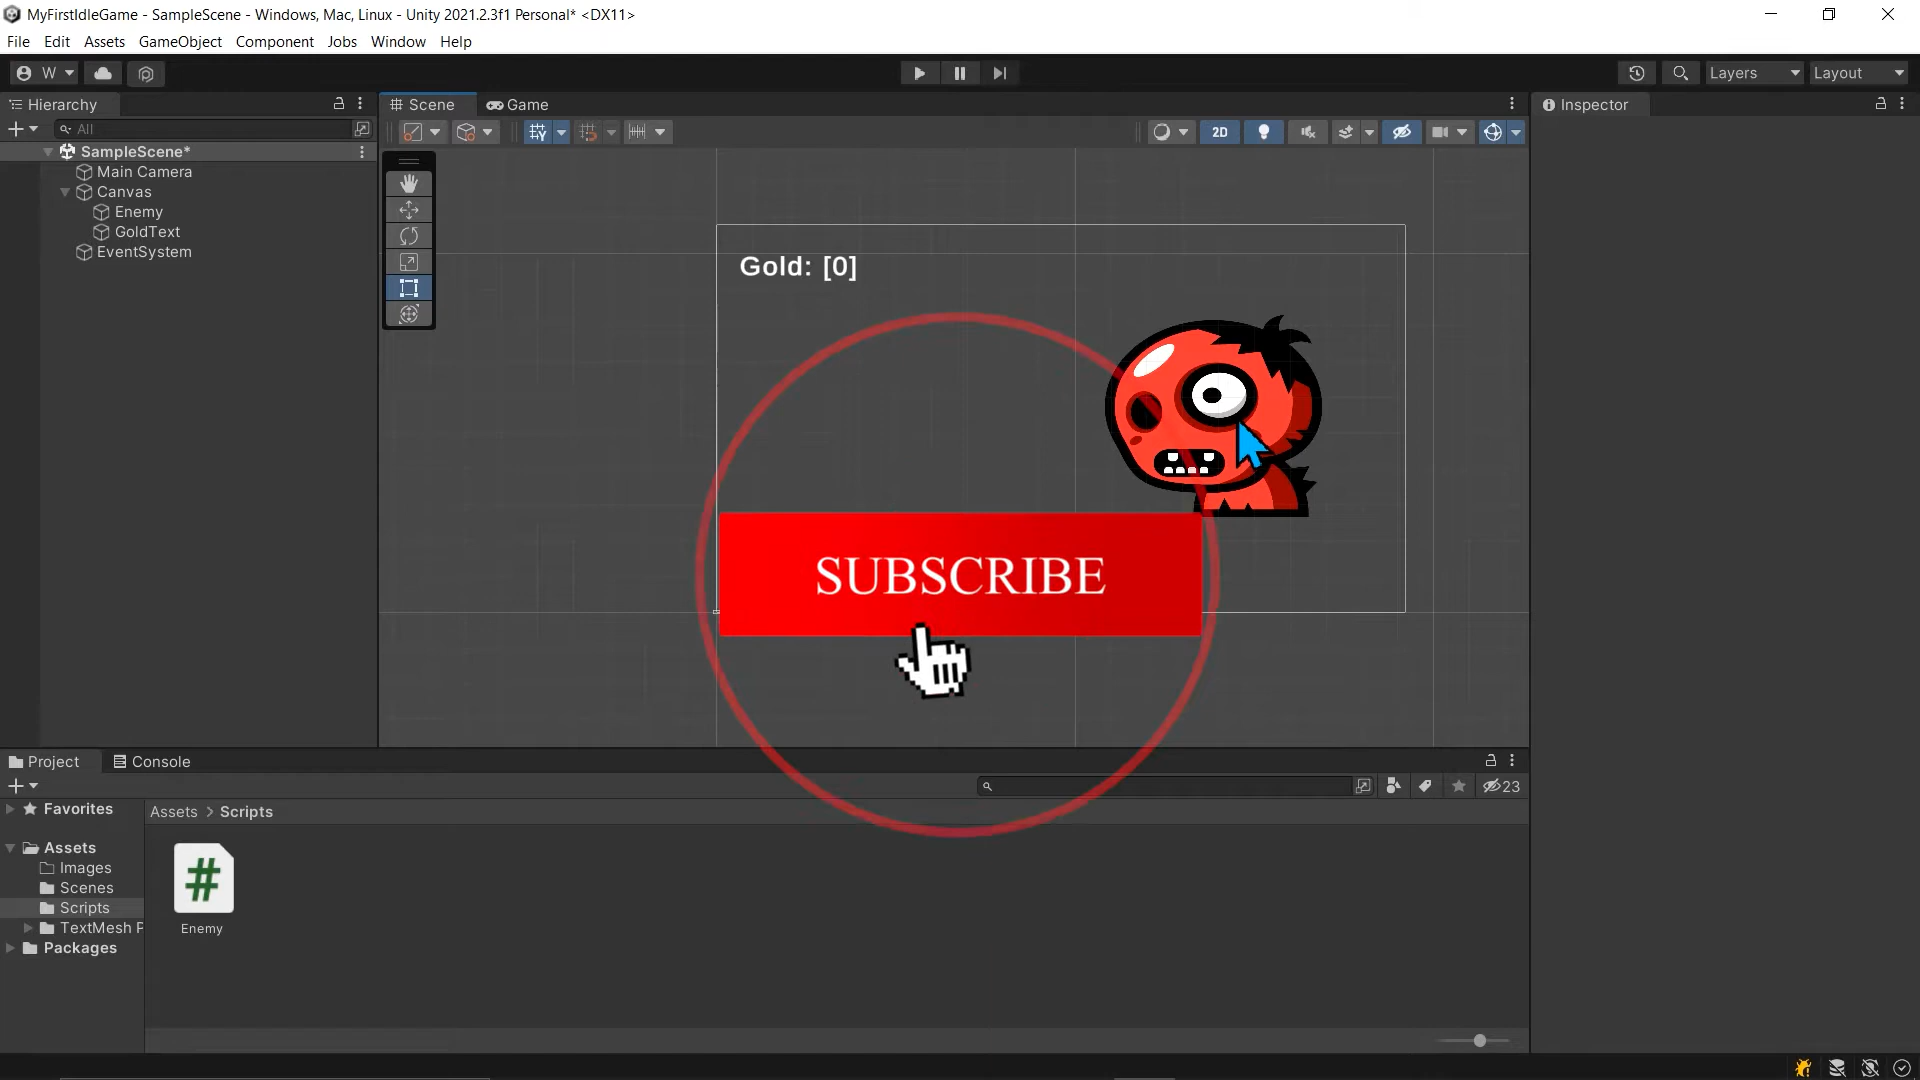 MyFirstIdleGame - SampleScene - Windows, Mac, Linux - Unity 2021.2.3f1 Personal* <DX11>
File Edit Assets GameObject Component Jobs Window Help
W
Layers Layout
Hierarchy
Scene Game
Inspector
All
2D
SampleScene*
Main Camera
Canvas
Enemy
GoldText
EventSystem
Gold: [0]
SUBSCRIBE
Project Console
23
Favorites
Assets > Scripts
Assets
Images
Scenes
Scripts
TextMesh P
Packages
#
Enemy